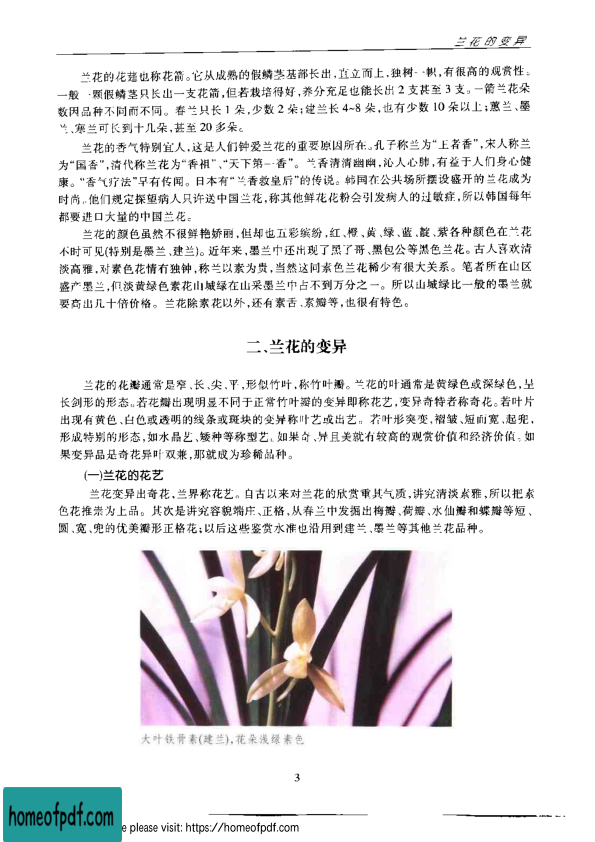 兰花的变异
兰花的花莛也称花箭。它从成熟的假鳞茎基部长出,直立而上,独树一帜,有很高的观赏性。
一般一颗假鳞茎只长出一支花箭,但若栽培得好,养分充足也能长出2支甚至3支。一箭兰花朵
数因品种不同而不同。春兰只长1朵,少数2朵;建兰长4~8朵,也有少数10朵以上;蕙兰、墨
兰、寒兰可长到十几朵,甚至20多朵。
兰花的香气特别宜人,这是人们钟爱兰花的重要原因所在。孔子称兰为“王者香”,宋人称兰
为“国香”,清代称兰花为“香祖”、“天下第一香”。兰香清清幽幽,沁人心肺,有益于人们身心健
康。“香气疗法”早有传闻。日本有“兰香救皇后”的传说。韩国在公共场所摆设盛开的兰花成为
时尚。他们规定探望病人只许送中国兰花,称其他鲜花花粉会引发病人的过敏症,所以韩国每年
都要进口大量的中国兰花。
兰花的颜色虽然不很鲜艳娇丽,但却也五彩缤纷,红、橙、黄、绿、蓝、靛、紫各种颜色在兰花
不时可见(特别是墨兰、建兰)。近年来,墨兰中还出现了黑了哥、黑包公等黑色兰花。古人喜欢清
淡高雅,对素色花情有独钟,称兰以素为贵,当然这同素色兰花稀少有很大关系。笔者所在山区
盛产墨兰,但淡黄绿色素花山城绿在山采墨兰中占不到万分之一。所以山城绿比一般的墨兰就
要高出几十倍价格。兰花除素花以外,还有素舌、素瓣等,也很有特色。
二、兰花的变异
兰花的花瓣通常是窄、长、尖、平,形似竹叶,称竹叶瓣。兰花的叶通常是黄绿色或深绿色,呈
长剑形的形态。若花瓣出现明显不同于正常竹叶瓣的变异即称花艺,变异奇特者称奇花。若叶片
出现有黄色、白色或透明的线条或斑块的变异称叶艺或出艺。若叶形突变,褶皱、短而宽、起兜,
形成特别的形态,如水晶艺、矮种等称型艺。如果奇、异且美就有较高的观赏价值和经济价值。如
果变异品是奇花异叶双兼,那就成为珍稀品种。
(一)兰花的花艺
兰花变异出奇花,兰界称花艺。自古以来对兰花的欣赏重其气质,讲究清淡素雅,所以把素
色花推崇为上品。其次是讲究容貌端庄、正格,从春兰中发掘出梅瓣、荷瓣、水仙瓣和蝶瓣等短、
圆、宽、兜的优美瓣形正格花;以后这些鉴赏水准也沿用到建兰、墨兰等其他兰花品种。
大叶铁骨素(建兰),花朵浅绿素色
3
homeofpdf.com
e please visit: https://homeofpdf.com